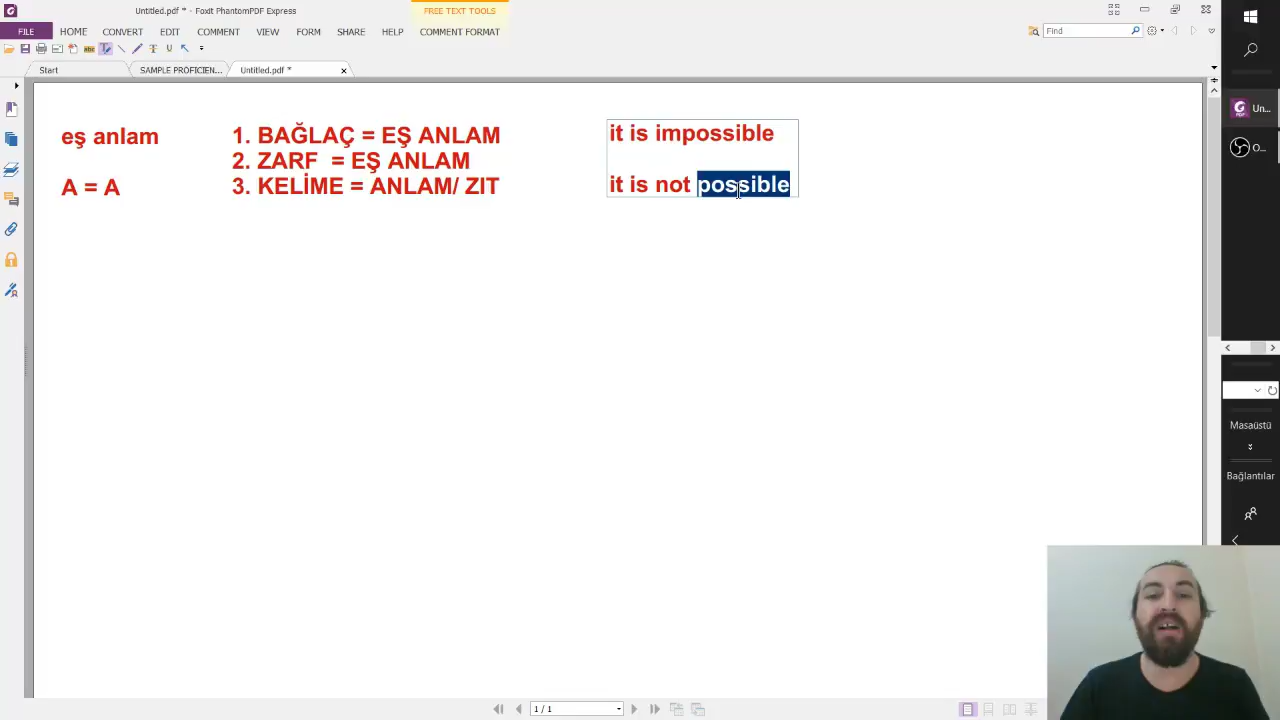 Untitled.pdf * - Foxit PhantomPDF Express
FREE TEXT TOOLS
FILE HOME CONVERT EDIT COMMENT VIEW FORM SHARE HELP COMMENT FORMAT
Find
Start
SAMPLE PROFICIEN...
Untitled.pdf *
eş anlam
A = A
1. BAĞLAÇ = EŞ ANLAM
2. ZARF = EŞ ANLAM
3. KELİME = ANLAM/ ZIT
it is impossible
it is not possible
1 / 1
Un...
O...
Masaüstü
Bağlantılar